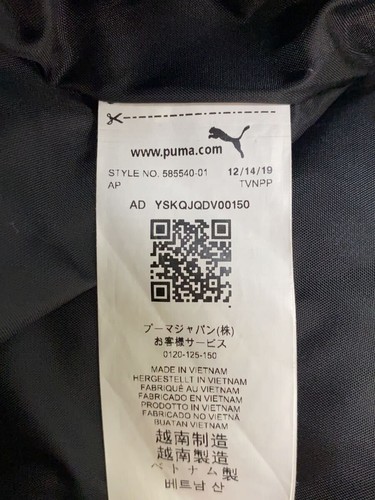 www.puma.com
STYLE NO. 585540-01 12/14/19
AP TVNPP
AD YSKQJQDV00150
プーマジャパン(株)
お客様サービス
0120-125-150
MADE IN VIETNAM
HERGESTELLT IN VIETNAM
FABRIQUÉ AU VIETNAM
FABRICADO EN VIETNAM
PRODOTTO IN VIETNAM
FABRICADO NO VIETNÃ
BUATAN VIETNAM
越南制造
越南製造
ベトナム製
베트남 산